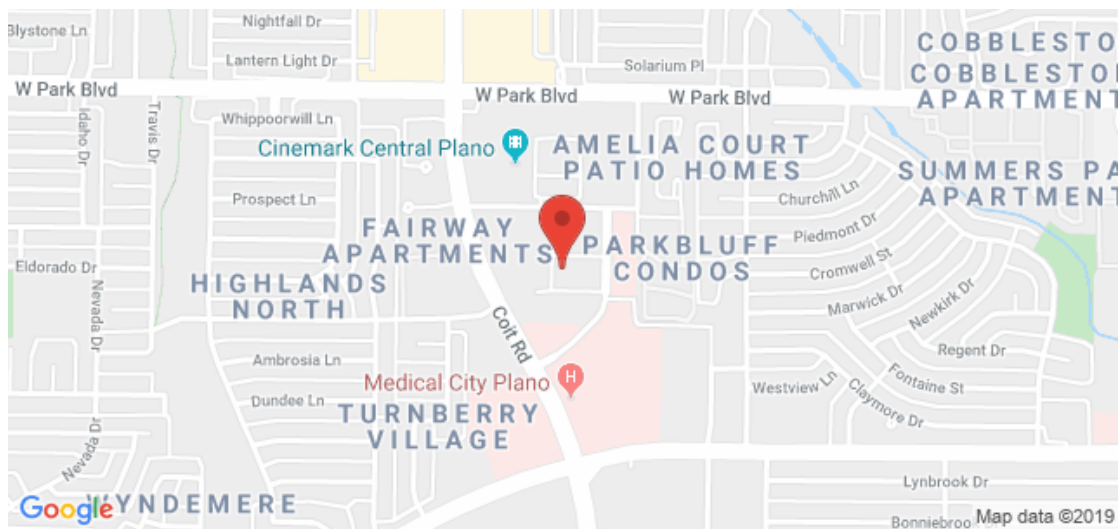 Nightfall Dr
Blystone Ln
Lantern Light Dr
Solarium Pl
COBBLESTO
COBBLESTO
APARTMENT
W Park Blvd
W Park Blvd
W Park Blvd
Idaho Dr
Travis Dr
Whippoorwill Ln
Cinemark Central Plano
AMELIA COURT
PATIO HOMES
SUMMERS PA
APARTMENT
Prospect Ln
Churchill Ln
FAIRWAY
APARTMENTS
Piedmont Dr
PARKBLUFF
CONDOS
Cromwell St
Eldorado Dr
Nevada Dr
HIGHLANDS
NORTH
Marwick Dr
Newkirk Dr
Coit Rd
Regent Dr
Ambrosia Ln
Medical City Plano
H
Fontaine St
Westview Ln
Claymore Dr
Dundee Ln
TURNBERRY
VILLAGE
Nevada Dr
Lynbrook Dr
WYNDEMERE
Google
Map data ©2019
Bonniebroo